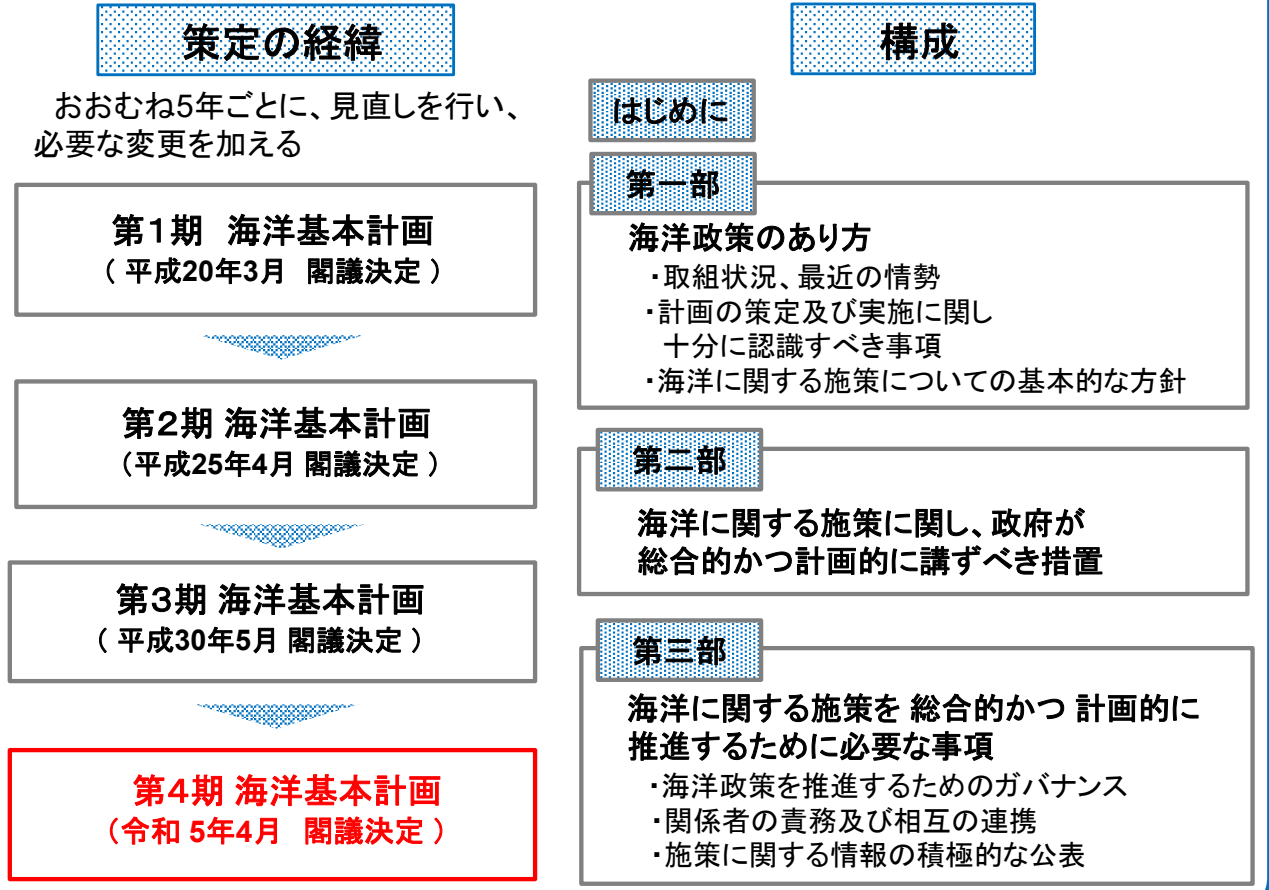 策定の経緯
おおむね5年ごとに、見直しを行い、
必要な変更を加える
第1期 海洋基本計画
( 平成20年3月 閣議決定 )
第2期 海洋基本計画
(平成25年4月 閣議決定 )
第3期 海洋基本計画
( 平成30年5月 閣議決定 )
第4期 海洋基本計画
(令和 5年4月 閣議決定 )
構成
はじめに
第一部
海洋政策のあり方
・取組状況、最近の情勢
・計画の策定及び実施に関し
十分に認識すべき事項
・海洋に関する施策についての基本的な方針
第二部
海洋に関する施策に関し、政府が
総合的かつ計画的に講ずべき措置
第三部
海洋に関する施策を 総合的かつ 計画的に
推進するために必要な事項
・海洋政策を推進するためのガバナンス
・関係者の責務及び相互の連携
・施策に関する情報の積極的な公表